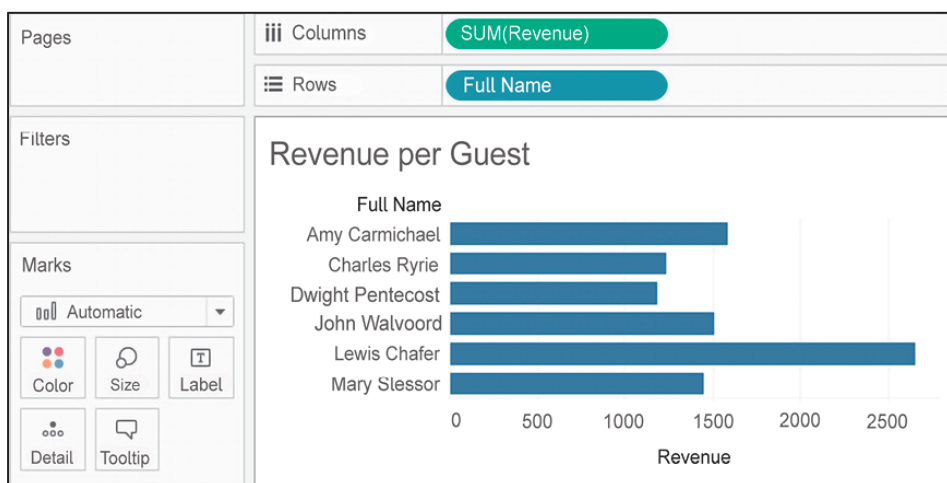 Pages
Columns SUM(Revenue)
Rows Full Name
Filters
Marks
Automatic
Color Size Label
Detail Tooltip
Revenue per Guest
Full Name
Amy Carmichael
Charles Ryrie
Dwight Pentecost
John Walvoord
Lewis Chafer
Mary Slessor
0 500 1000 1500 2000 2500
Revenue